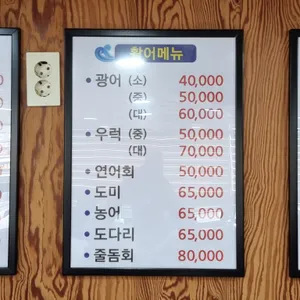 활어메뉴
• 광어 (소) 40,000
(중) 50,000
(대) 60,000
• 우럭 (중) 50,000
(대) 70,000
• 연어회 50,000
• 도미 65,000
• 농어 65,000
• 도다리 65,000
• 줄돔회 80,000